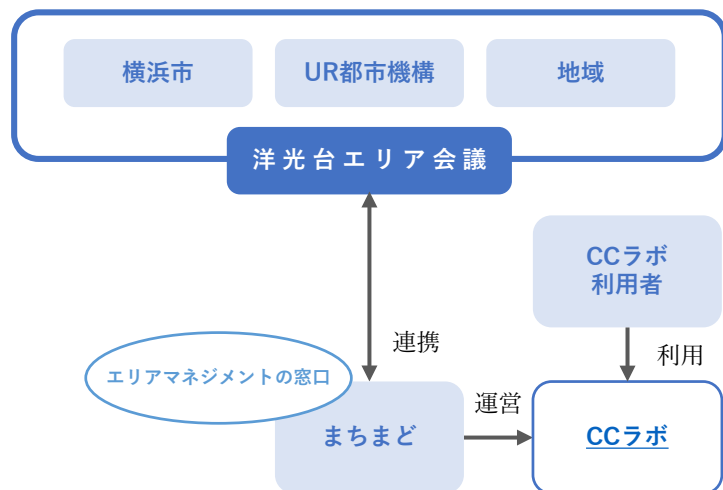 横浜市
UR都市機構
地域
洋光台エリア会議
CCラボ
利用者
連携
利用
エリアマネジメントの窓口
まちまど
運営
CCラボ